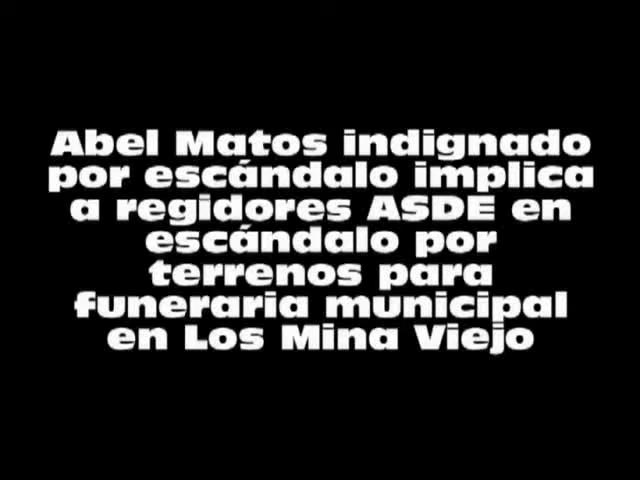 Abel Matos indignado
por escándalo implica
a regidores ASDE en
escándalo por
terrenos para
funeraria municipal
en Los Mina Viejo